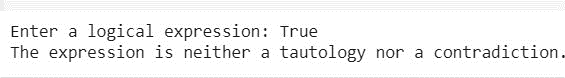 Enter a logical expression: True
The expression is neither a tautology nor a contradiction.